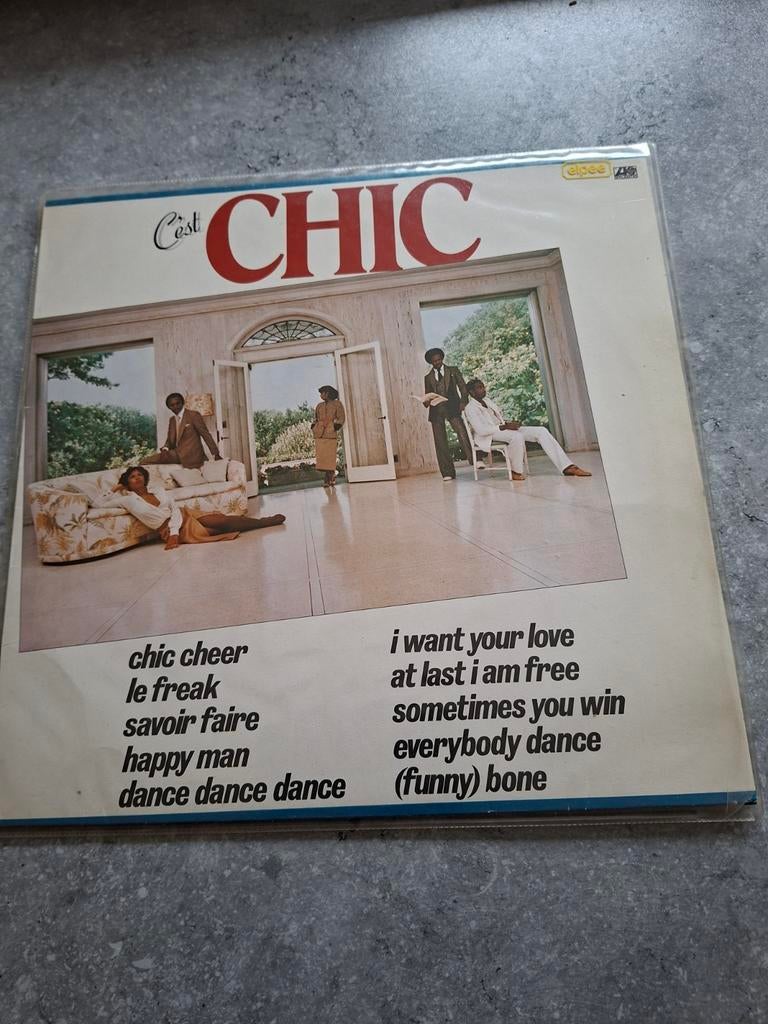 elpee
C'est
CHIC
chic cheer
le freak
savoir faire
happy man
dance dance dance
i want your love
at last i am free
sometimes you win
everybody dance
(funny) bone